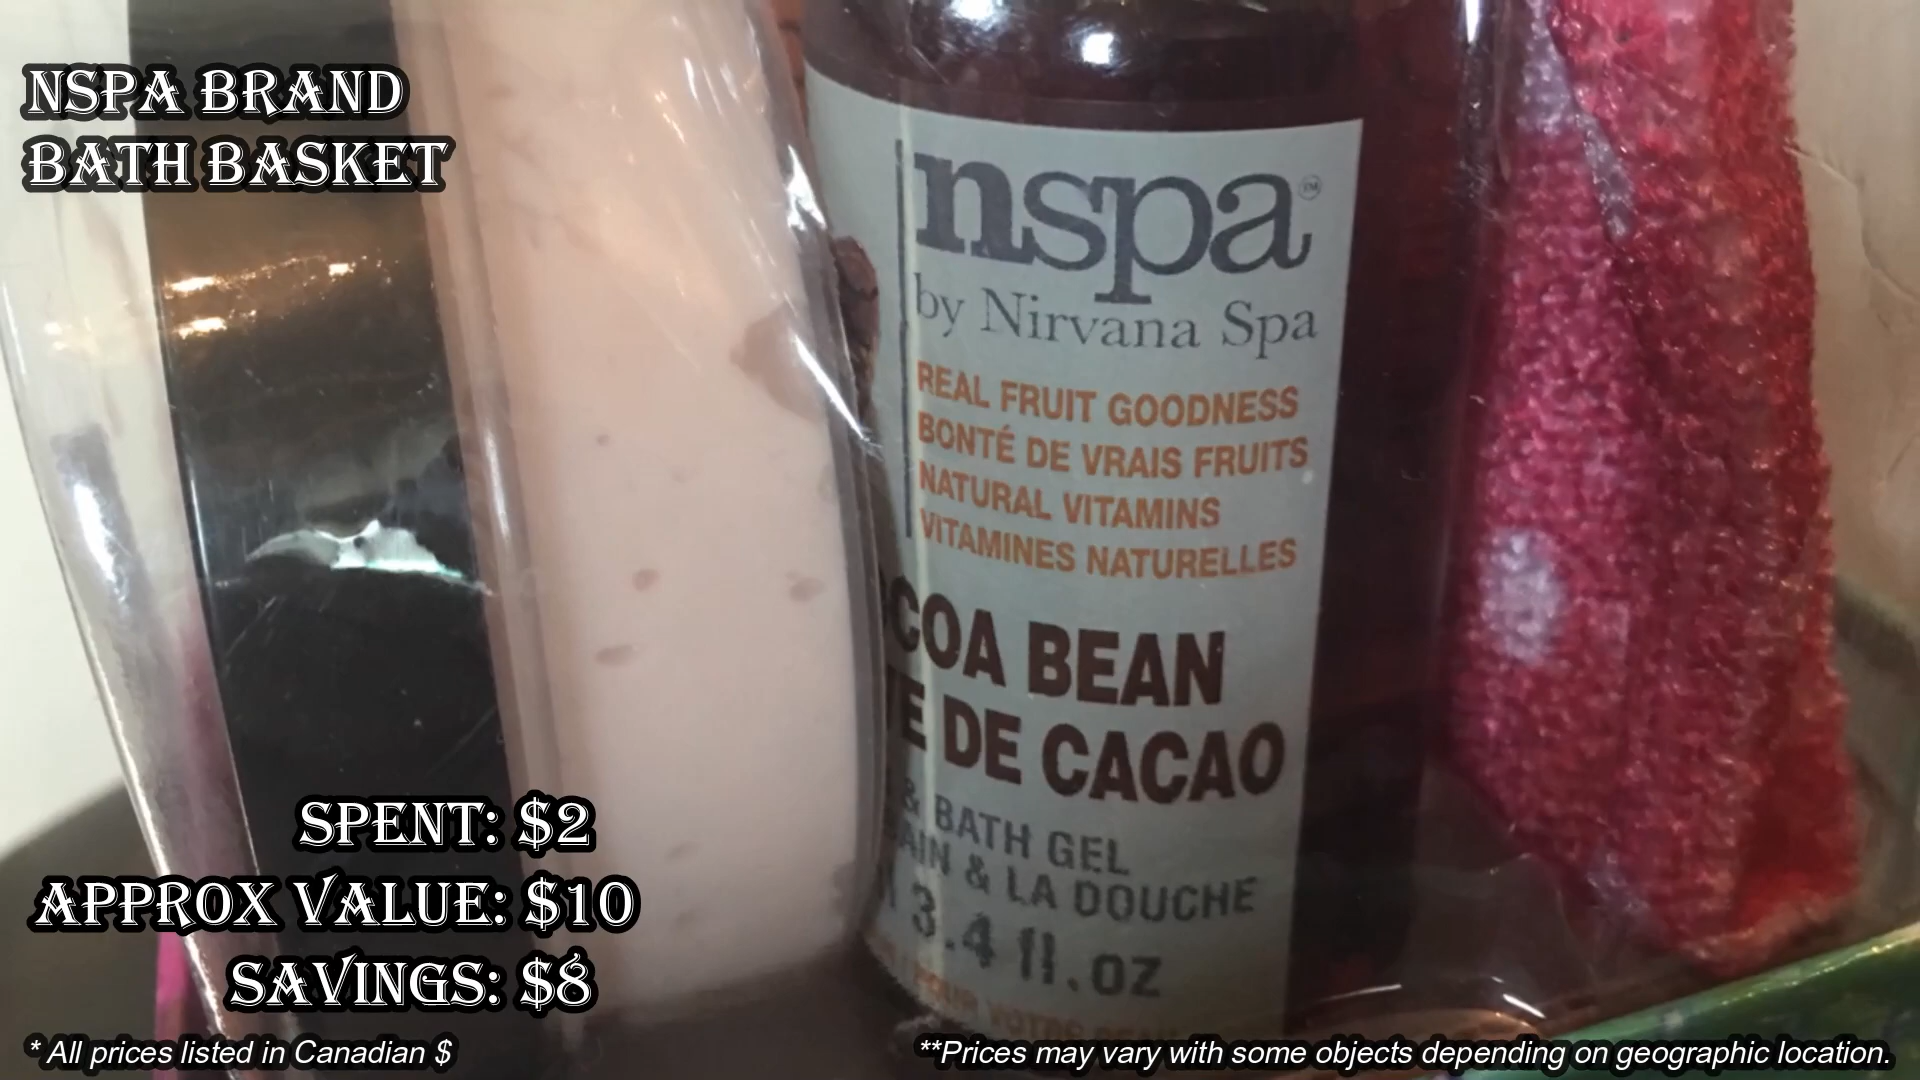 NSPA BRAND
BATH BASKET
nspa™
by Nirvana Spa
REAL FRUIT GOODNESS
BONTÉ DE VRAIS FRUITS
NATURAL VITAMINS
VITAMINES NATURELLES
COA BEAN
DE CACAO
& BATH GEL
& LA DOUCHE
3.4 fl.oz
VOTRE
SPENT: $2
APPROX VALUE: $10
SAVINGS: $8
* All prices listed in Canadian $
**Prices may vary with some objects depending on geographic location.